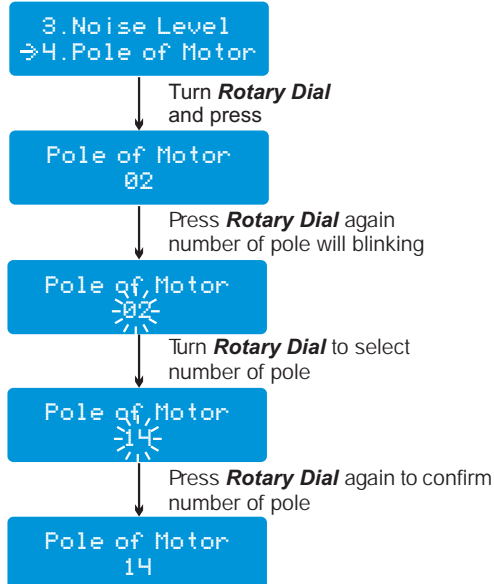 3.Noise Level
→4.Pole of Motor
Turn Rotary Dial
and press
Pole of Motor
02
Press Rotary Dial again
number of pole will blinking
Pole of Motor
02
Turn Rotary Dial to select
number of pole
Pole of Motor
14
Press Rotary Dial again to confirm
number of pole
Pole of Motor
14